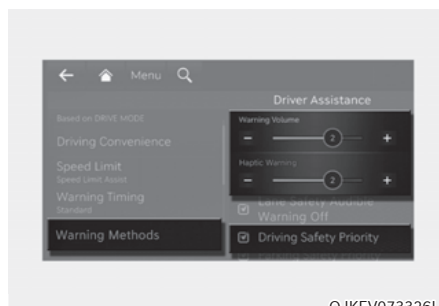 Menu
Driver Assistance
Based on DRIVE MODE
Driving Convenience
Speed Limit
Speed Limit Assist
Warning Timing
Standard
Warning Methods
Warning Volume
2
Haptic Warning
2
Lane Safety Audible
Warning Off
Driving Safety Priority